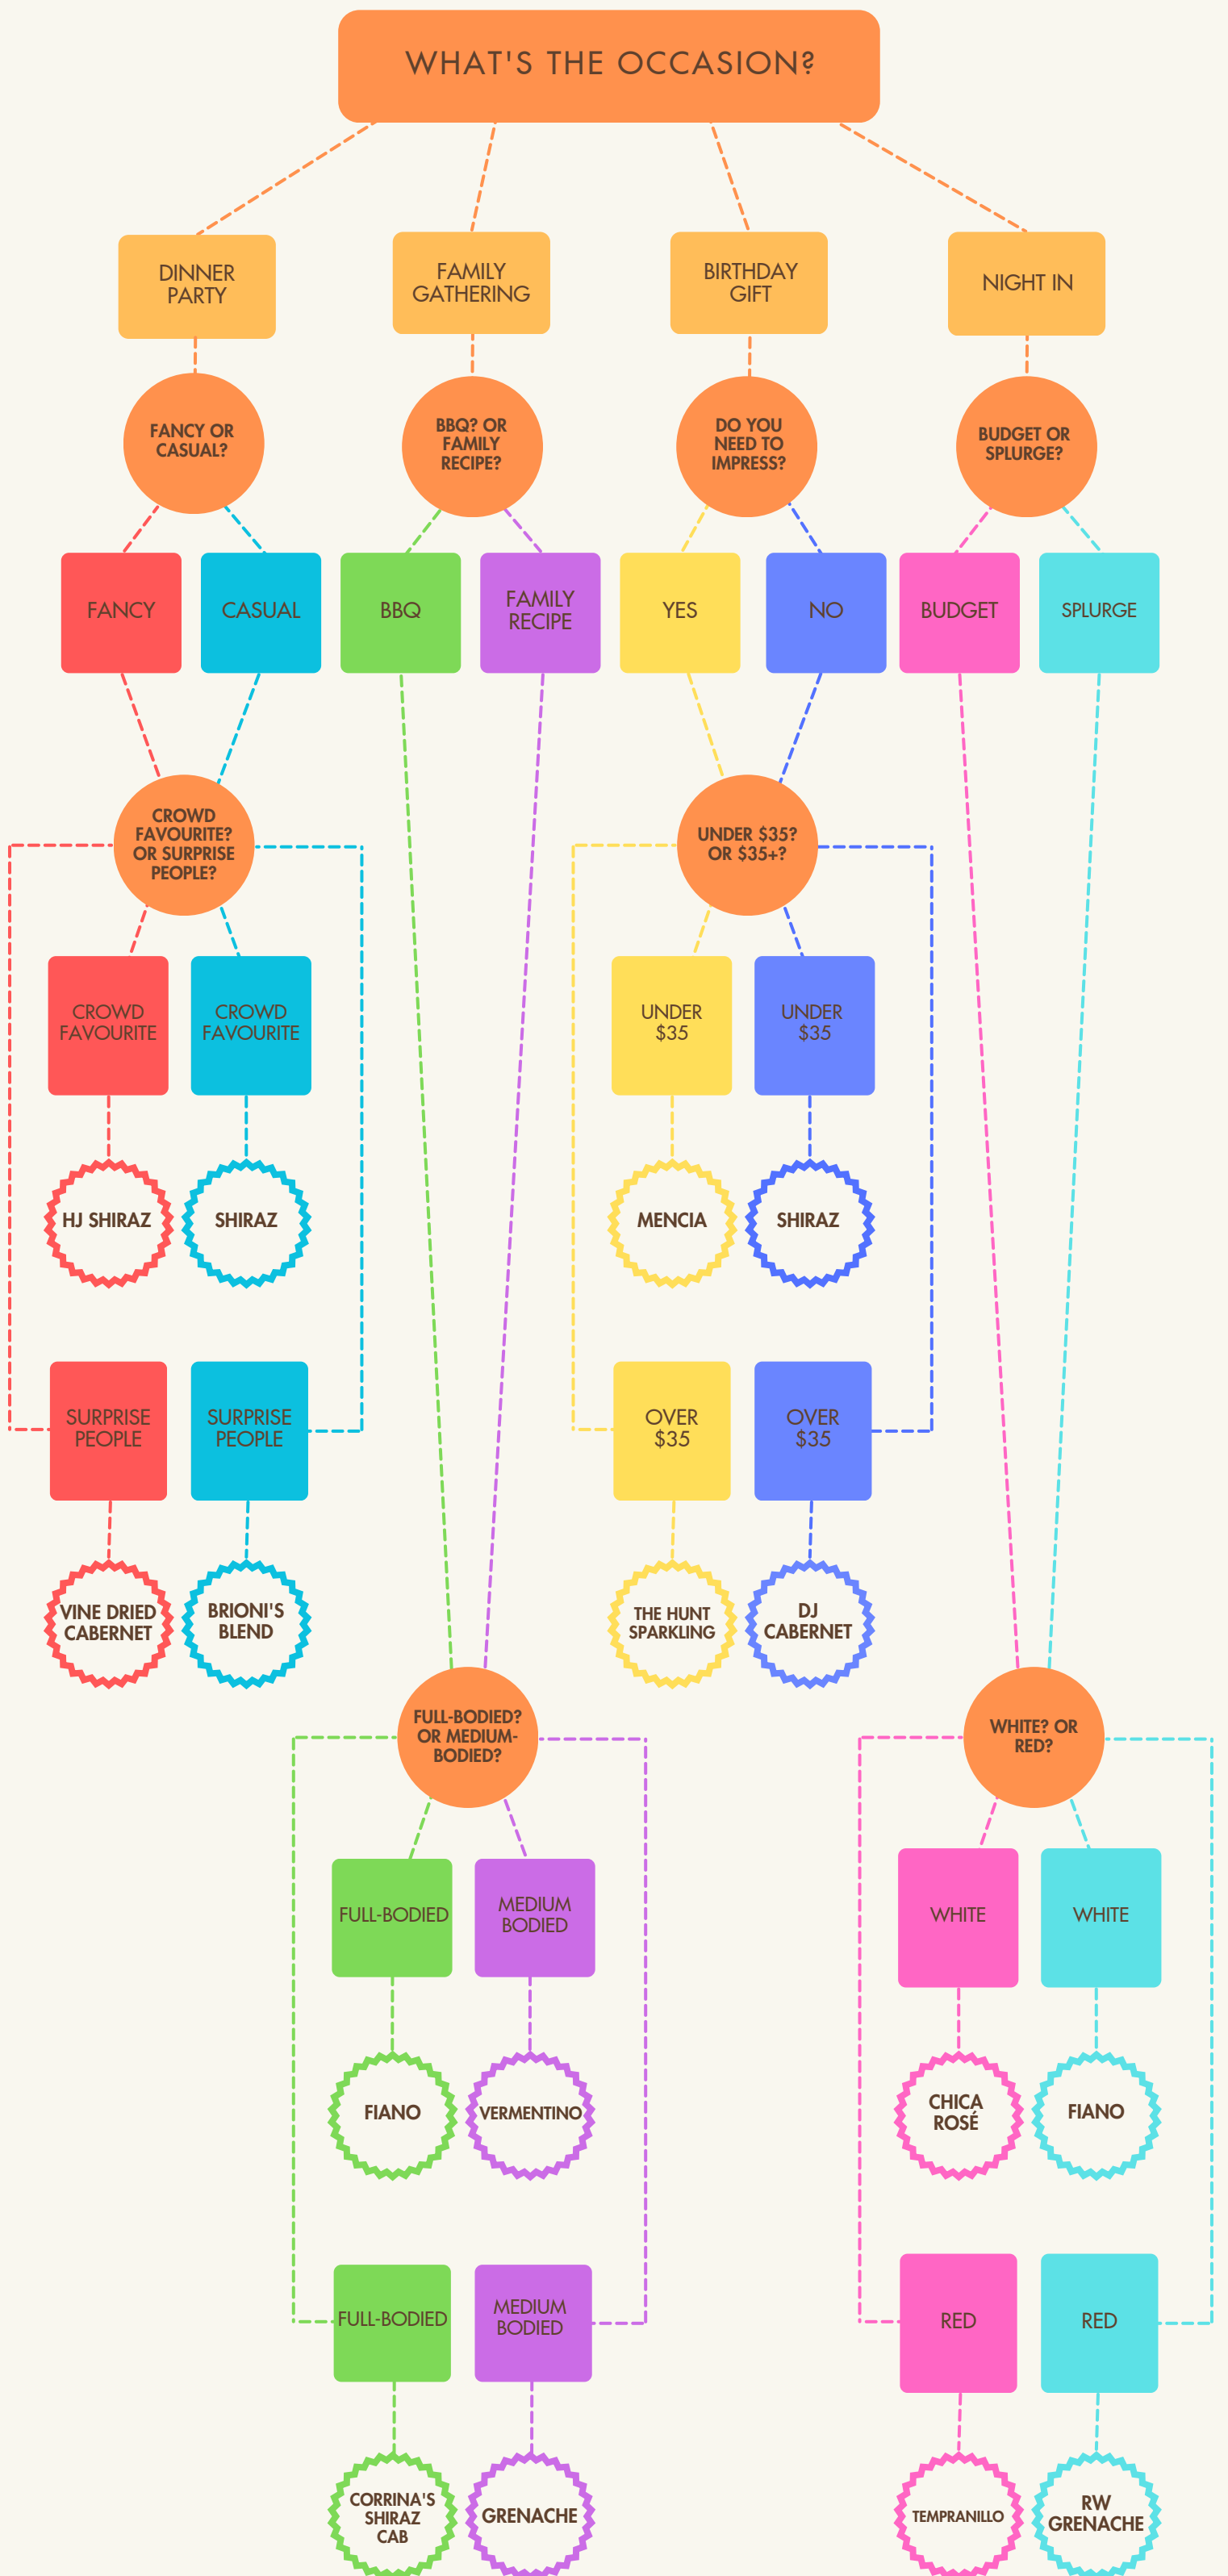 WHAT'S THE OCCASION?
DINNER
PARTY
FAMILY
GATHERING
BIRTHDAY
GIFT
NIGHT IN
FANCY OR
CASUAL?
BBQ? OR
FAMILY
RECIPE?
DO YOU
NEED TO
IMPRESS?
BUDGET OR
SPLURGE?
FANCY
CASUAL
BBQ
FAMILY
RECIPE
YES
NO
BUDGET
SPLURGE
CROWD
FAVOURITE?
OR SURPRISE
PEOPLE?
UNDER $35?
OR $35+?
CROWD
FAVOURITE
CROWD
FAVOURITE
UNDER
$35
UNDER
$35
HJ SHIRAZ
SHIRAZ
MENCIA
SHIRAZ
SURPRISE
PEOPLE
SURPRISE
PEOPLE
OVER
$35
OVER
$35
VINE DRIED
CABERNET
BRIONI'S
BLEND
THE HUNT
SPARKLING
DJ
CABERNET
FULL-BODIED?
OR MEDIUM-
BODIED?
WHITE? OR
RED?
FULL-BODIED
MEDIUM
BODIED
WHITE
WHITE
FIANO
VERMENTINO
CHICA
ROSÉ
FIANO
FULL-BODIED
MEDIUM
BODIED
RED
RED
CORRINA'S
SHIRAZ
CAB
GRENACHE
TEMPRANILLO
RW
GRENACHE